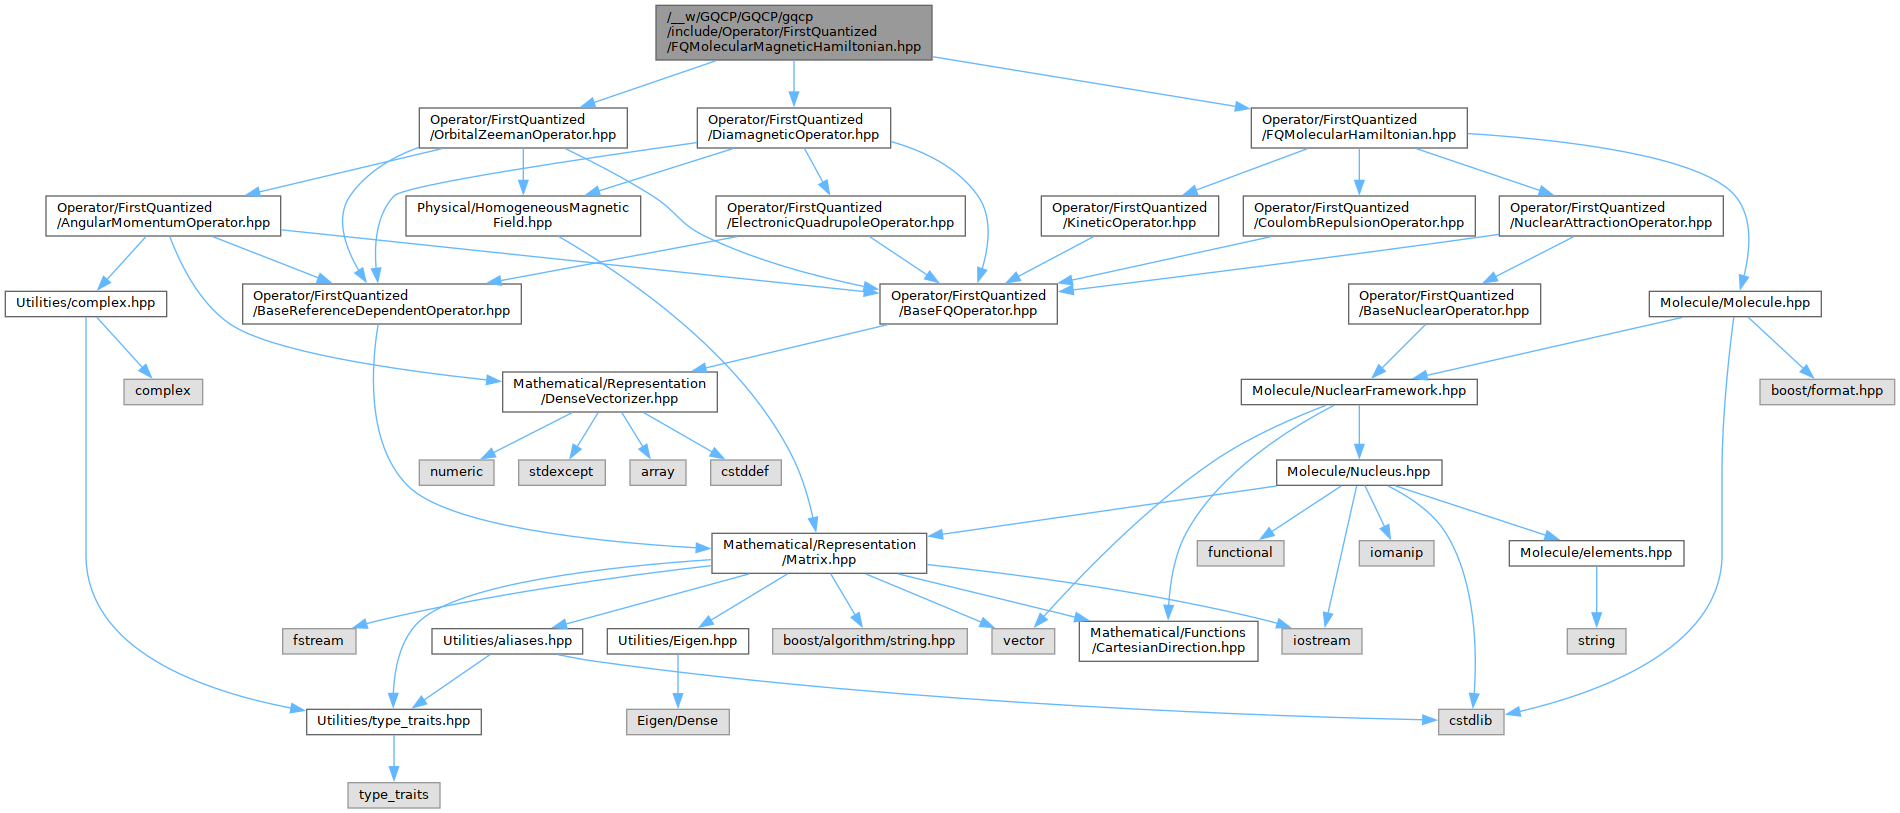 /__w/GQCP/GQCP/gqcp
/include/Operator/FirstQuantized
/FQMolecularMagneticHamiltonian.hpp
Operator/FirstQuantized
/OrbitalZeemanOperator.hpp
Operator/FirstQuantized
/DiamagneticOperator.hpp
Operator/FirstQuantized
/FQMolecularHamiltonian.hpp
Operator/FirstQuantized
/AngularMomentumOperator.hpp
Physical/HomogeneousMagnetic
Field.hpp
Operator/FirstQuantized
/ElectronicQuadrupoleOperator.hpp
Operator/FirstQuantized
/KineticOperator.hpp
Operator/FirstQuantized
/CoulombRepulsionOperator.hpp
Operator/FirstQuantized
/NuclearAttractionOperator.hpp
Utilities/complex.hpp
Operator/FirstQuantized
/BaseReferenceDependentOperator.hpp
Operator/FirstQuantized
/BaseFQOperator.hpp
Operator/FirstQuantized
/BaseNuclearOperator.hpp
Molecule/Molecule.hpp
complex
Mathematical/Representation
/DenseVectorizer.hpp
Molecule/NuclearFramework.hpp
boost/format.hpp
numeric
stdexcept
array
cstddef
Molecule/Nucleus.hpp
Mathematical/Representation
/Matrix.hpp
functional
iomanip
Molecule/elements.hpp
fstream
Utilities/aliases.hpp
Utilities/Eigen.hpp
boost/algorithm/string.hpp
vector
Mathematical/Functions
/CartesianDirection.hpp
iostream
string
Utilities/type_traits.hpp
Eigen/Dense
cstdlib
type_traits